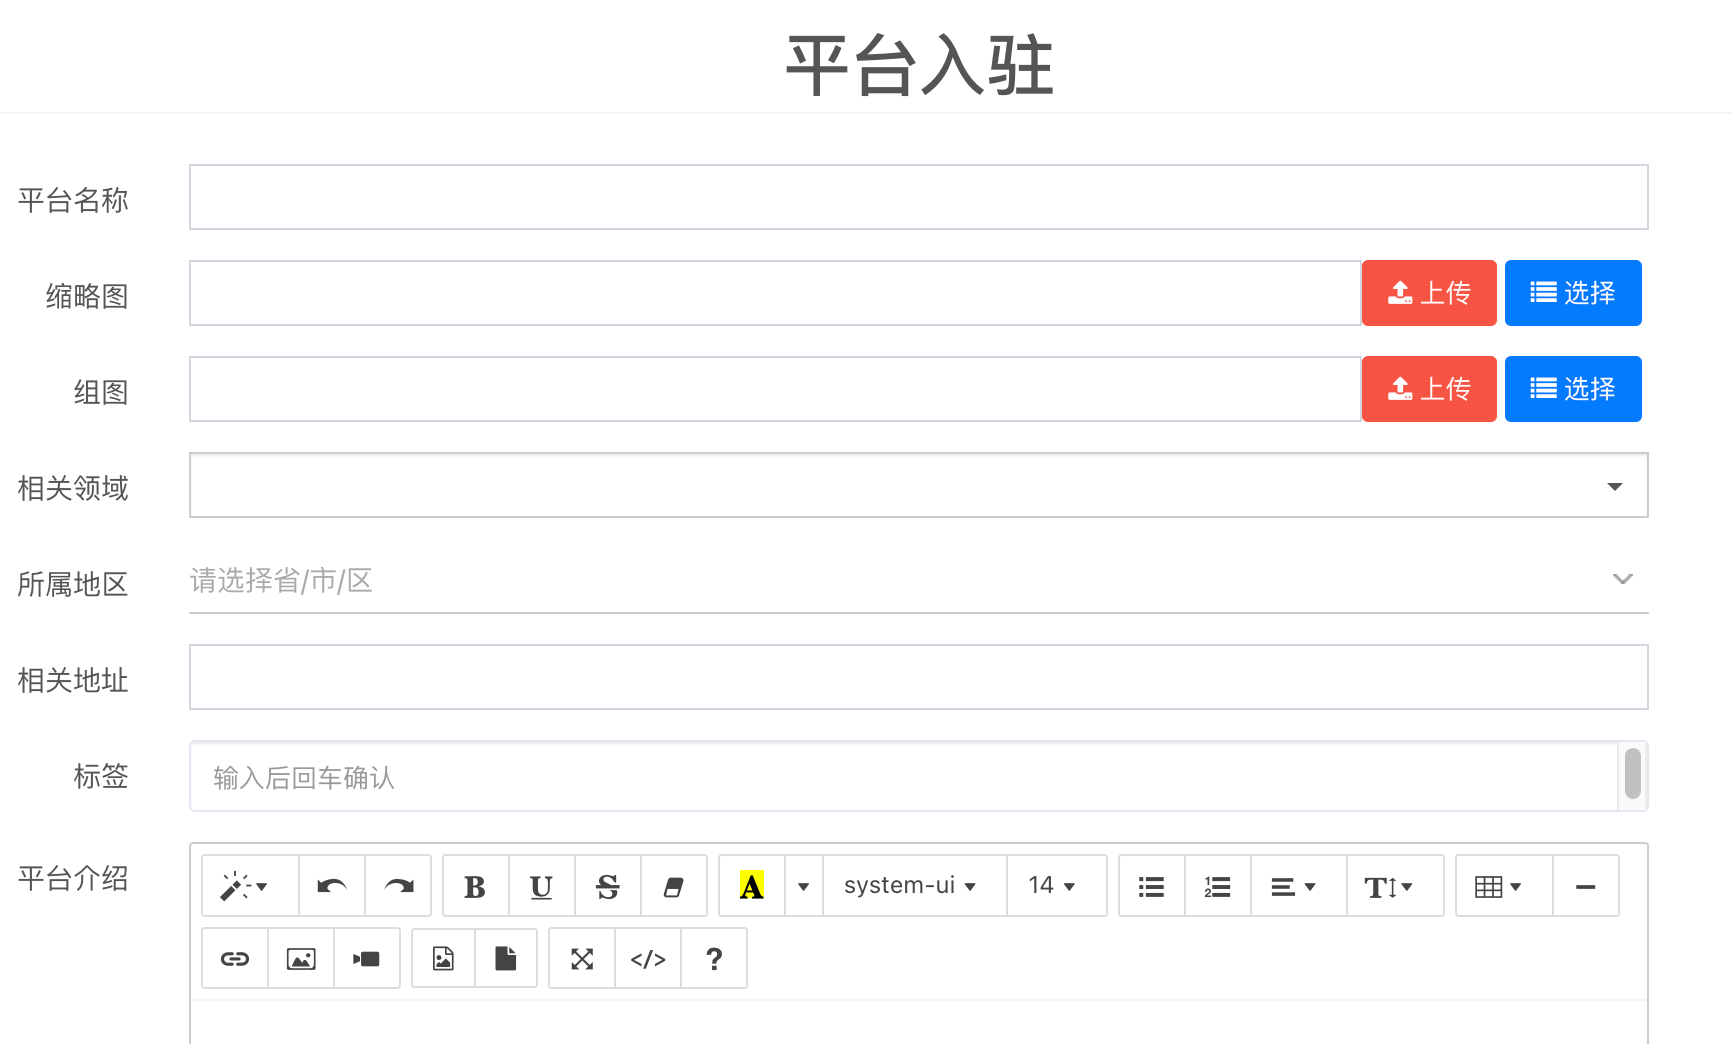 平台入驻
平台名称
缩略图 上传 选择
组图 上传 选择
相关领域
所属地区 请选择省/市/区
相关地址
标签 输入后回车确认
平台介绍 B U S A system-ui 14 T
</> ?